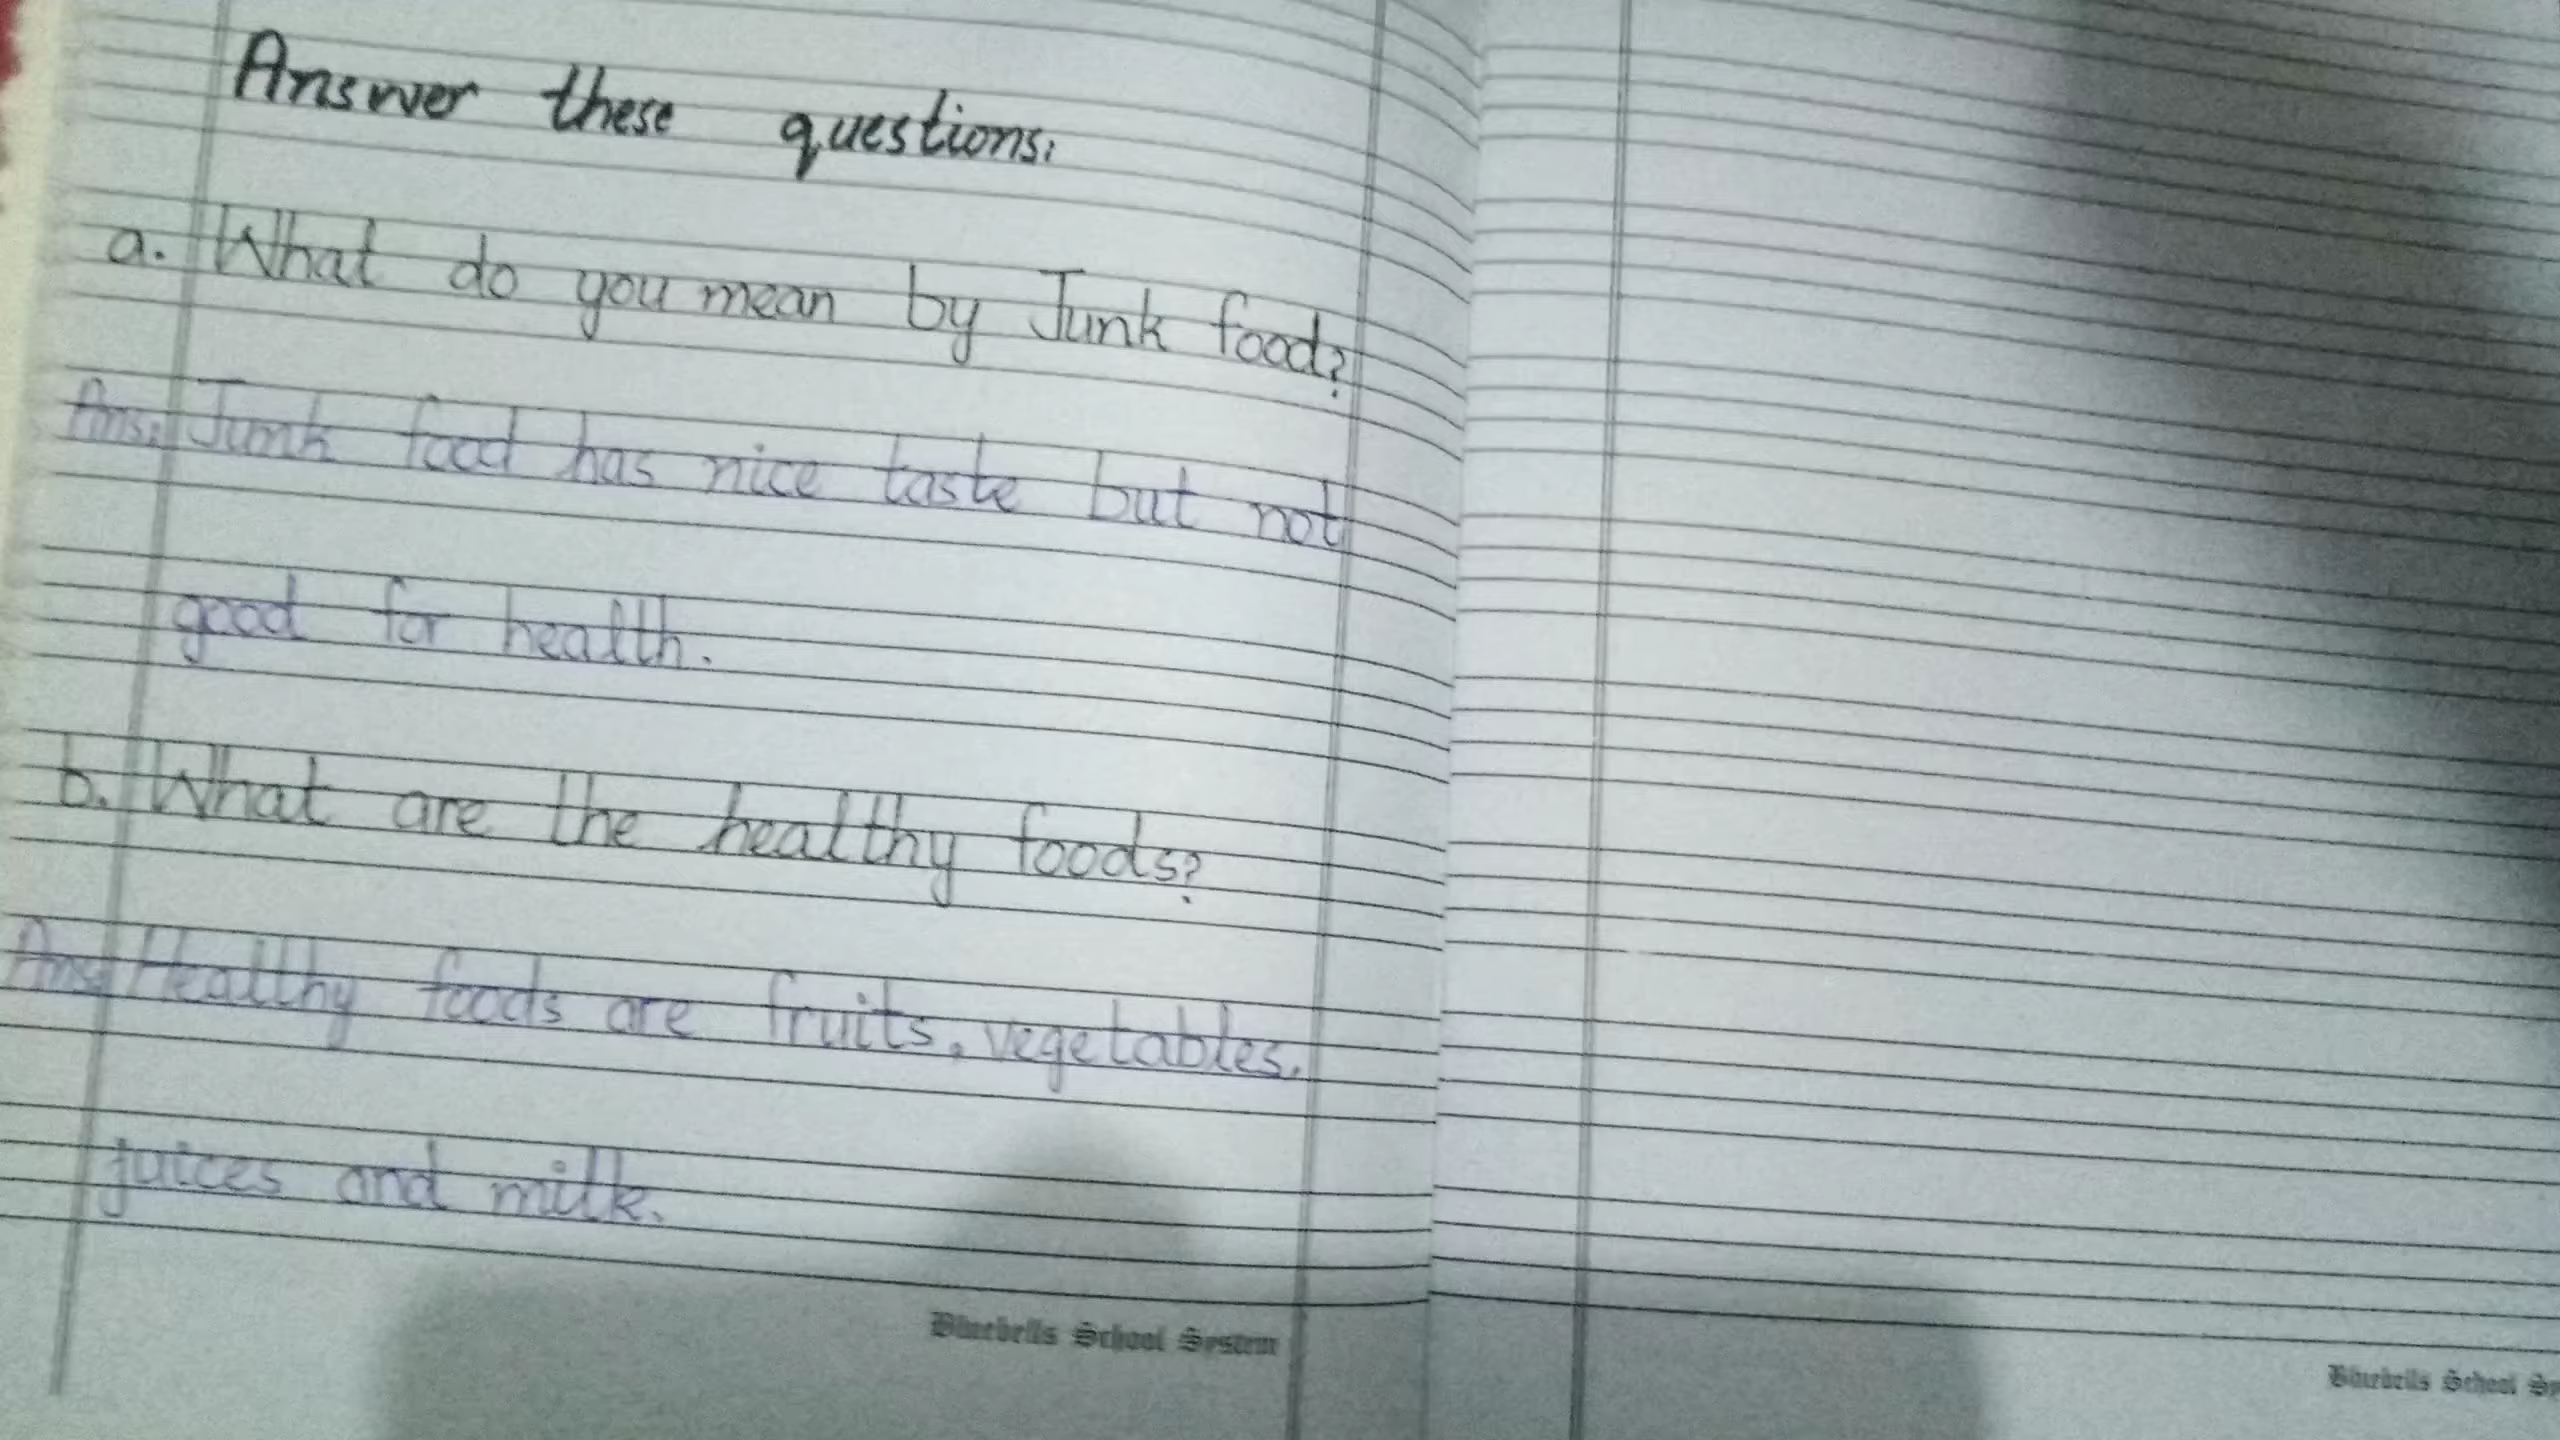 Answer these questions.
a. What do you mean by Junk food?
Ans. Junk food has nice taste but not
good for health.
b. What are the healthy foods?
Ans. Healthy foods are fruits, vegetables,
juices and milk.
Bluebells School System
Bluebells School Sy